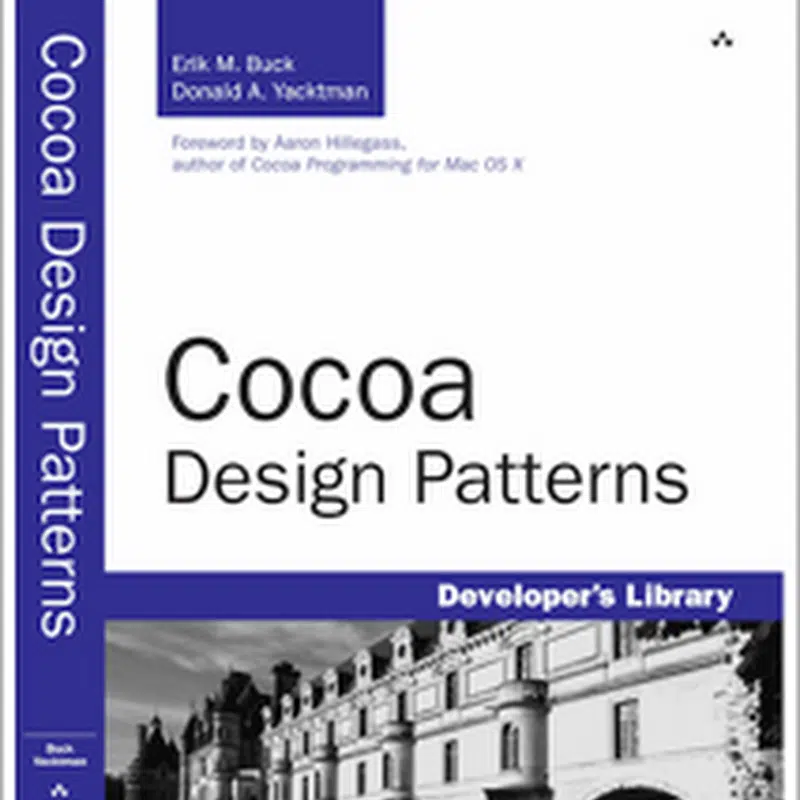 Cocoa Design Patterns
Erik M. Buck
Donald A. Yacktman
Foreword by Aaron Hillegass,
author of Cocoa Programming for Mac OS X
Cocoa
Design Patterns
Developer's Library
Buck
Yacktman